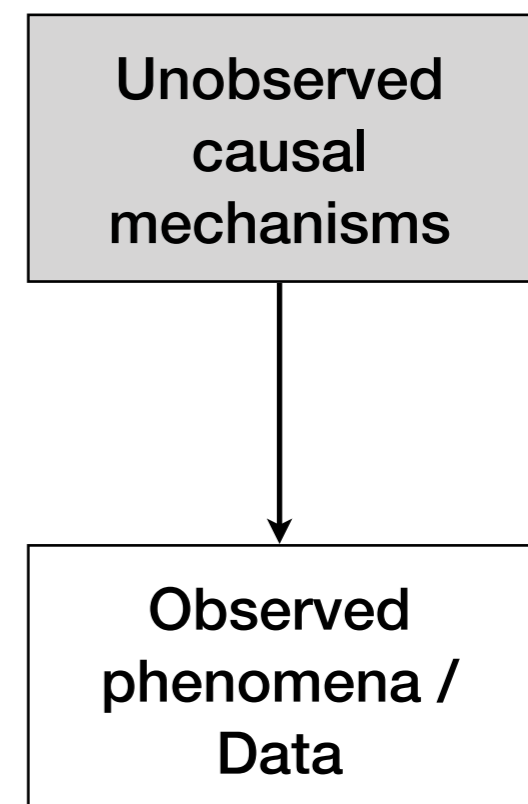 Unobserved
causal
mechanisms
Observed
phenomena /
Data